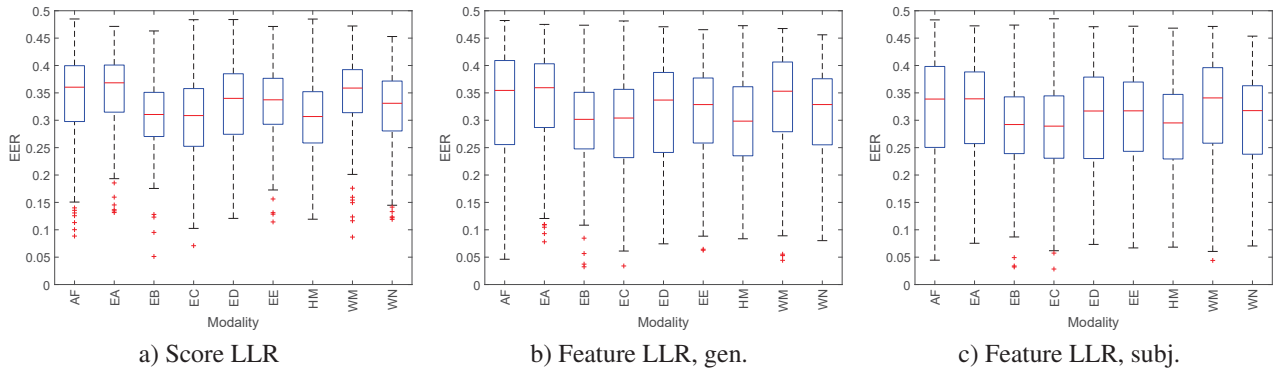 0.5
0.45
0.4
0.35
0.3
0.25
0.2
0.15
0.1
0.05
0
EER
AF EA EB EC ED EE HM WM WN
Modality
a) Score LLR
0.5
0.45
0.4
0.35
0.3
0.25
0.2
0.15
0.1
0.05
0
EER
AF EA EB EC ED EE HM WM WN
Modality
b) Feature LLR, gen.
0.5
0.45
0.4
0.35
0.3
0.25
0.2
0.15
0.1
0.05
0
EER
AF EA EB EC ED EE HM WM WN
Modality
c) Feature LLR, subj.